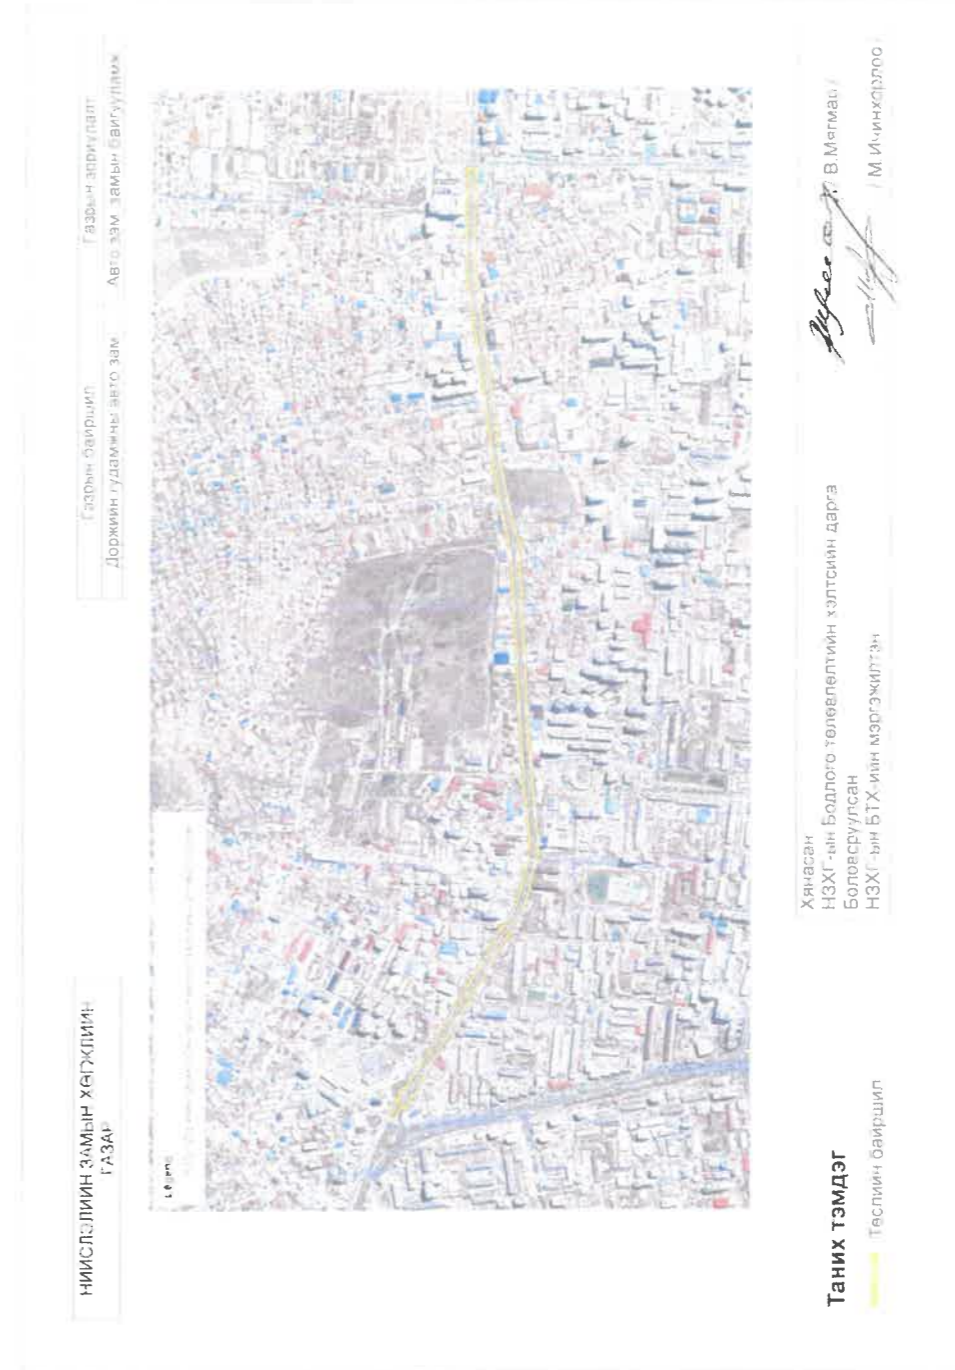 НИЙСЛЭЛИЙН ЗАМЫН ХӨГЖЛИЙН
ГАЗАР
Газрын байршил
Газрын зориулалт
Доржийн гудамжны авто зам
Авто зам, замын байгууламж
Legend
Таних тэмдэг
Төслийн байршил
Хянасан
НЗХГ-ын Бодлого төлөвлөлтийн хэлтсийн дарга
/ В.Мягмар /
Боловсруулсан
НЗХГ-ын БТХ-ийн мэргэжилтэн
/ М.Ичинхорлоо /